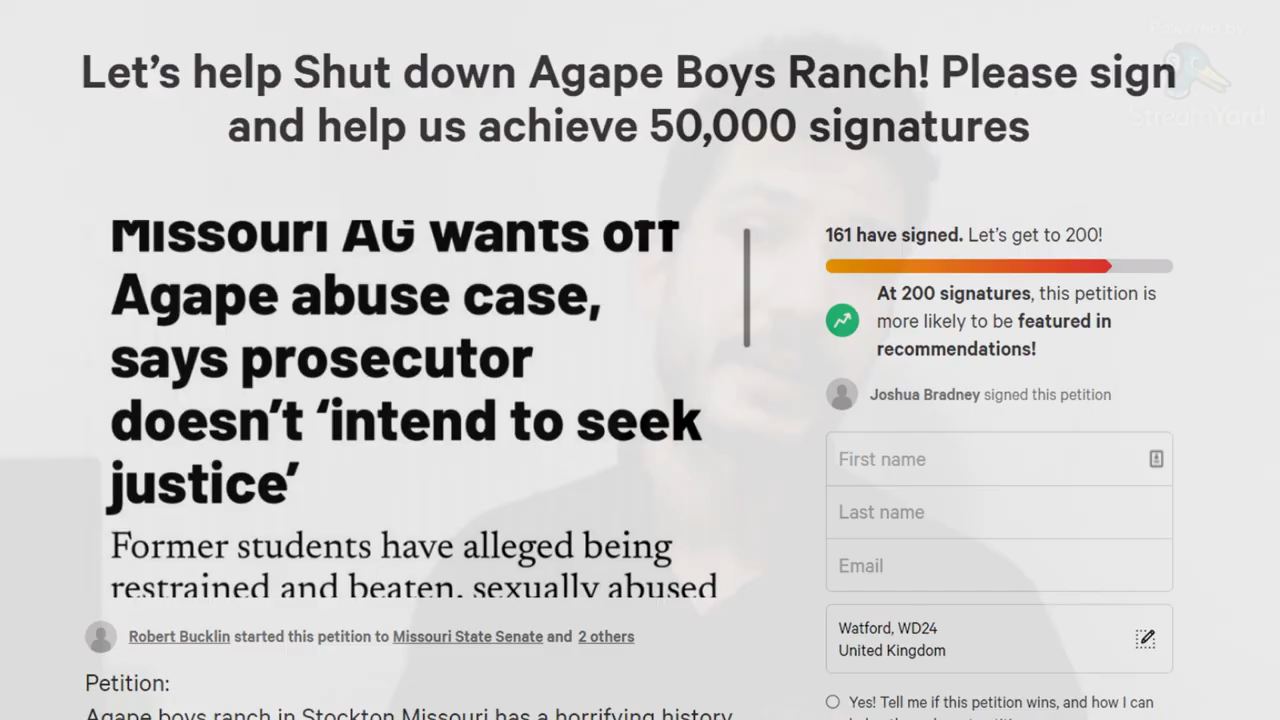 Powered by
StreamYard
Let's help Shut down Agape Boys Ranch! Please sign
and help us achieve 50,000 signatures
Missouri AG wants off
Agape abuse case,
says prosecutor
doesn't 'intend to seek
justice'
Former students have alleged being
restrained and beaten, sexually abused
Robert Bucklin started this petition to Missouri State Senate and 2 others
Petition:
Agape boys ranch in Stockton Missouri has a horrifying history
161 have signed. Let's get to 200!
At 200 signatures, this petition is
more likely to be featured in
recommendations!
Joshua Bradney signed this petition
First name
Last name
Email
Watford, WD24
United Kingdom
Yes! Tell me if this petition wins, and how I can